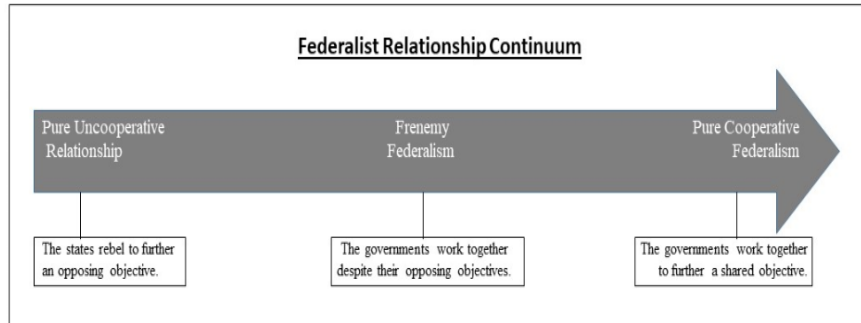 Federalist Relationship Continuum
Pure Uncooperative
Relationship
Frenemy
Federalism
Pure Cooperative
Federalism
The states rebel to further
an opposing objective.
The governments work together
despite their opposing objectives.
The governments work together
to further a shared objective.